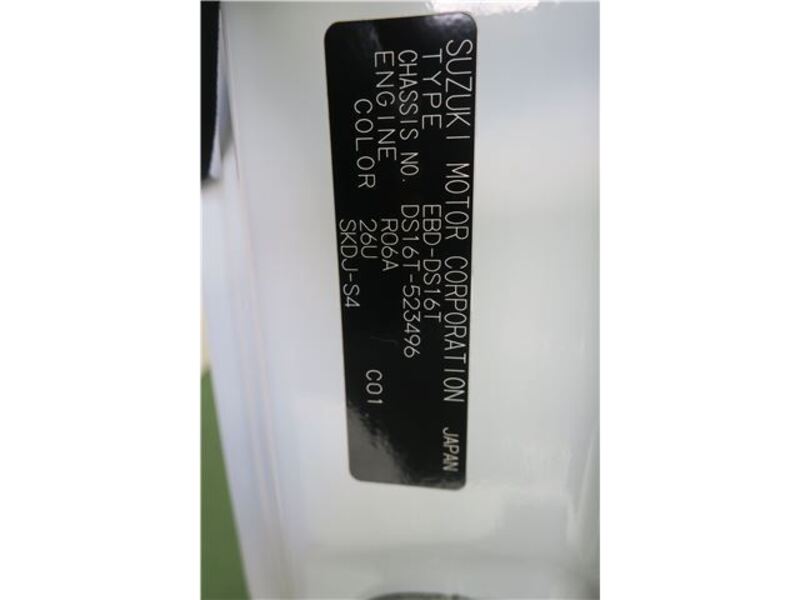 SUZUKI MOTOR CORPORATION JAPAN
TYPE EBD-DS16T
CHASSIS NO. DS16T-523496
ENGINE R06A
COLOR 26U C01
SKDJ-S4